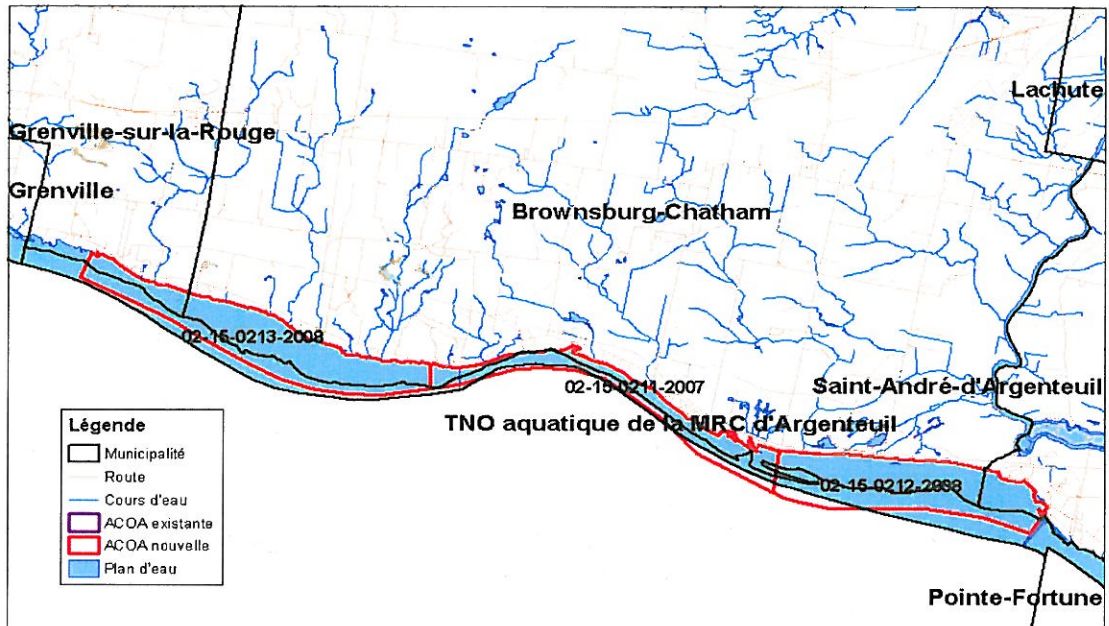 Lachute
Grenville-sur-la-Rouge
Grenville
Brownsburg-Chatham
02-15-0213-2008
02-15-0211-2007
Saint-André-d'Argenteuil
TNO aquatique de la MRC d'Argenteuil
02-15-0212-2008
Pointe-Fortune
Légende
Municipalité
Route
Cours d'eau
ACOA existante
ACOA nouvelle
Plan d'eau